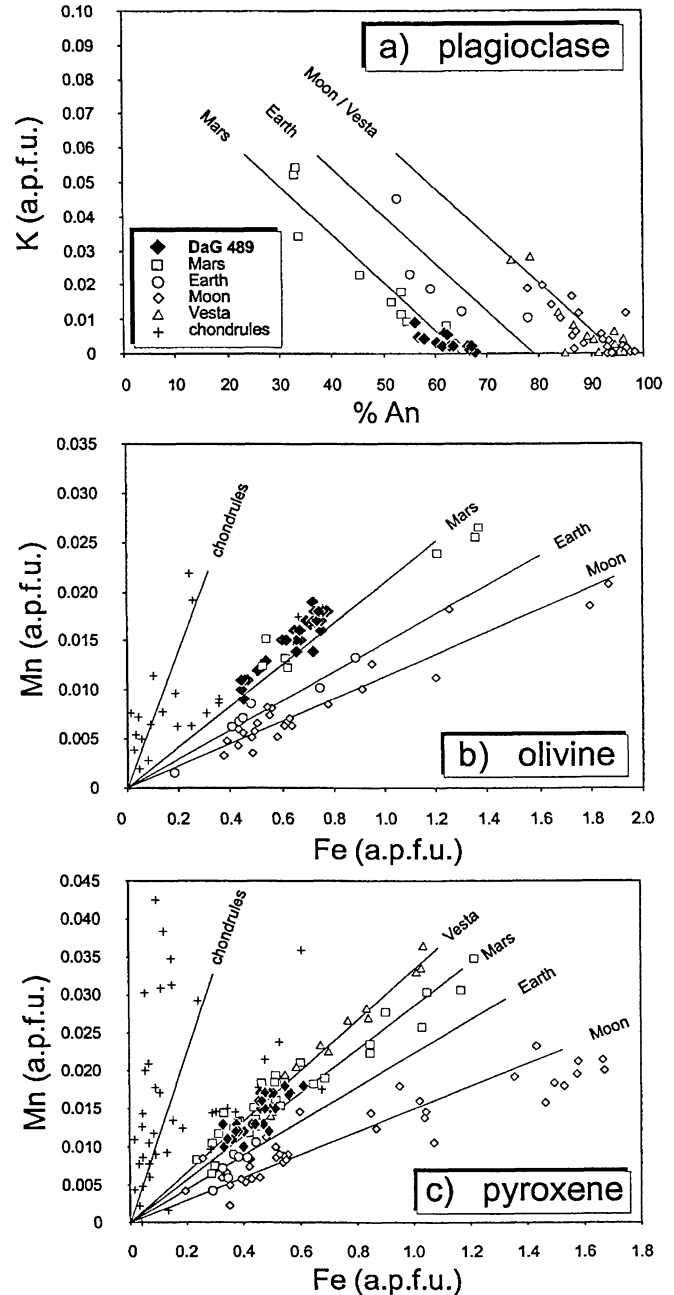 a) plagioclase
K (a.p.f.u.)
0.10
0.09
0.08
0.07
0.06
0.05
0.04
0.03
0.02
0.01
0
Mars
Earth
Moon / Vesta
DaG 489
Mars
Earth
Moon
Vesta
chondrules
0 10 20 30 40 50 60 70 80 90 100
% An
Mn (a.p.f.u.)
0.035
0.030
0.025
0.020
0.015
0.010
0.005
0
chondrules
Mars
Earth
Moon
b) olivine
0 0.2 0.4 0.6 0.8 1.0 1.2 1.4 1.6 1.8 2.0
Fe (a.p.f.u.)
Mn (a.p.f.u.)
0.045
0.040
0.035
0.030
0.025
0.020
0.015
0.010
0.005
0
chondrules
Vesta
Mars
Earth
Moon
c) pyroxene
0 0.2 0.4 0.6 0.8 1.0 1.2 1.4 1.6 1.8
Fe (a.p.f.u.)